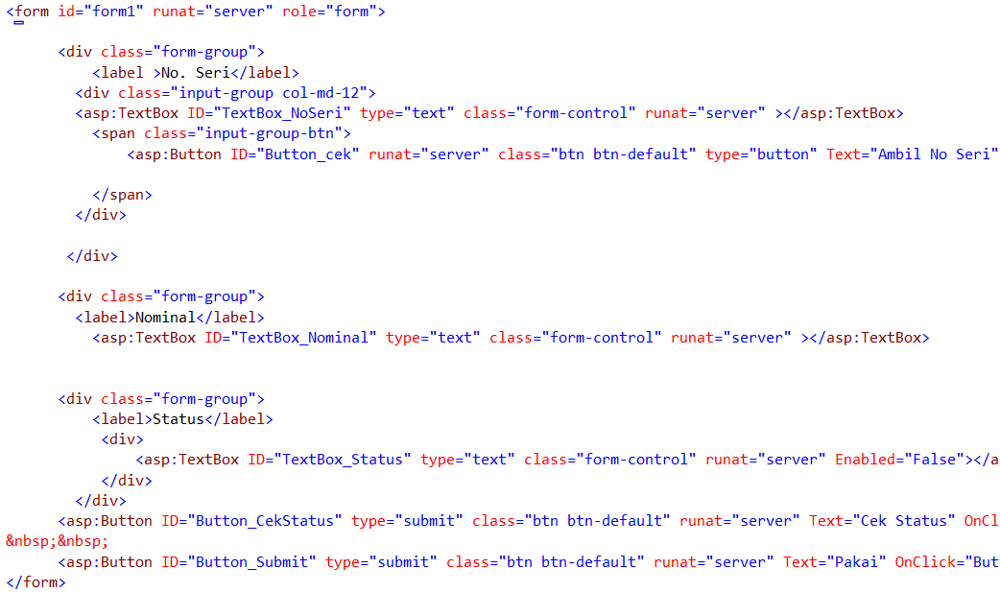 <form id="form1" runat="server" role="form">
<div class="form-group">
<label >No. Seri</label>
<div class="input-group col-md-12">
<asp:TextBox ID="TextBox_NoSeri" type="text" class="form-control" runat="server" ></asp:TextBox>
<span class="input-group-btn">
<asp:Button ID="Button_cek" runat="server" class="btn btn-default" type="button" Text="Ambil No Seri"
</span>
</div>
</div>
<div class="form-group">
<label>Nominal</label>
<asp:TextBox ID="TextBox_Nominal" type="text" class="form-control" runat="server" ></asp:TextBox>
<div class="form-group">
<label>Status</label>
<div>
<asp:TextBox ID="TextBox_Status" type="text" class="form-control" runat="server" Enabled="False"></a
</div>
</div>
<asp:Button ID="Button_CekStatus" type="submit" class="btn btn-default" runat="server" Text="Cek Status" OnCl
&nbsp;&nbsp;
<asp:Button ID="Button_Submit" type="submit" class="btn btn-default" runat="server" Text="Pakai" OnClick="But
</form>